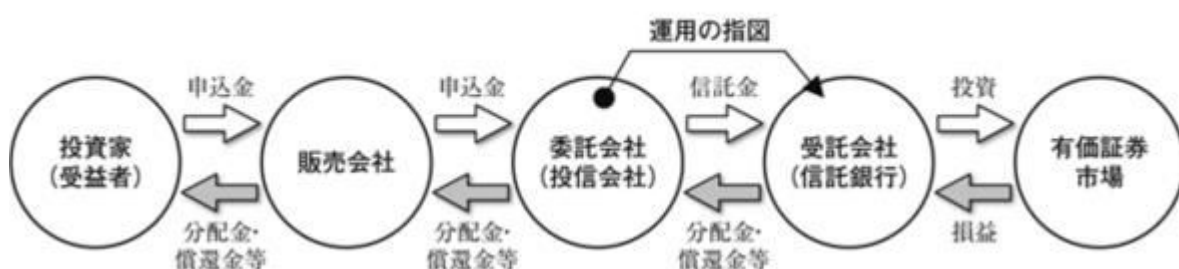 運用の指図
申込金
申込金
信託金
投資
投資家
(受益者)
販売会社
委託会社
(投信会社)
受託会社
(信託銀行)
有価証券
市場
分配金・
償還金等
分配金・
償還金等
分配金・
償還金等
損益